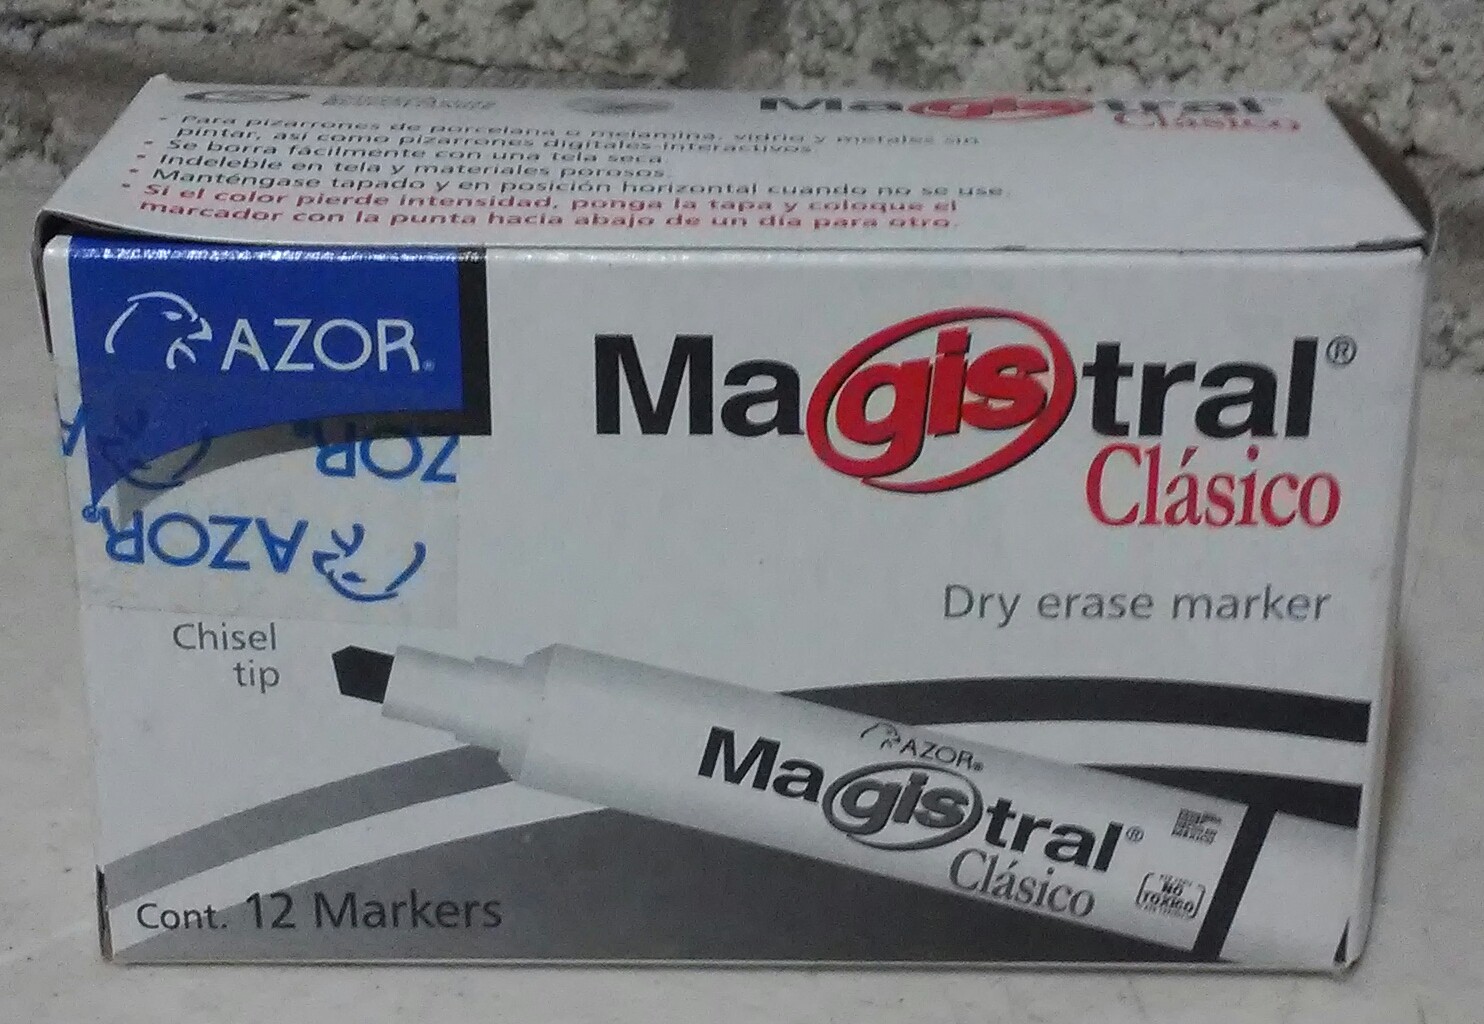 Magistral
Clásico
• Para pizarrones de porcelana o melamina, vidrio y metales sin
pintar, así como pizarrones digitales-interactivos.
• Se borra fácilmente con una tela seca.
• Indeleble en tela y materiales porosos.
• Manténgase tapado y en posición horizontal cuando no se use.
• Si el color pierde intensidad, ponga la tapa y coloque el
marcador con la punta hacia abajo de un día para otro.
AZOR®
Magistral®
Clásico
ZOR
AZOR®
Dry erase marker
Chisel
tip
AZOR®
Magistral®
Clásico
MEXICO
NO
TOXICO
Cont. 12 Markers